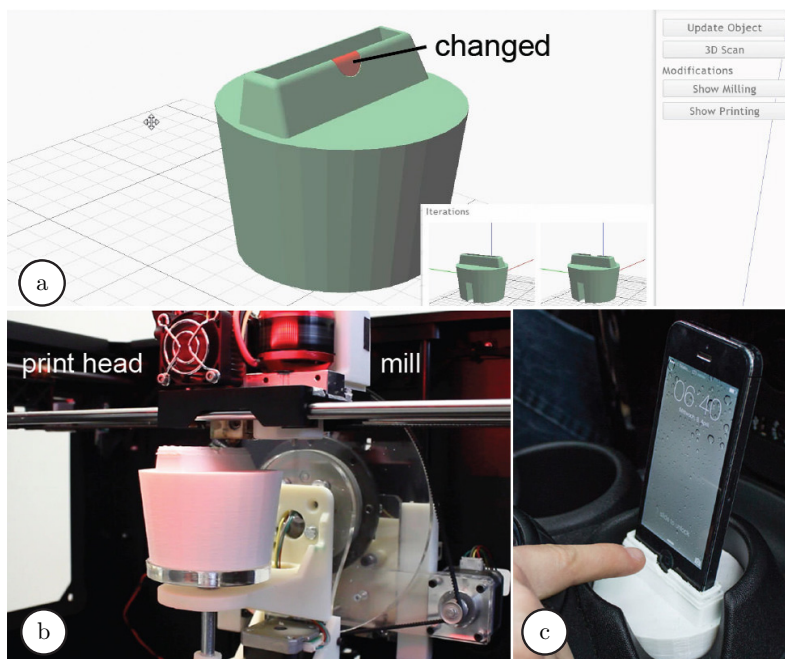 changed
Update Object
3D Scan
Modifications
Show Milling
Show Printing
Iterations
a
print head
mill
b
06:40
c